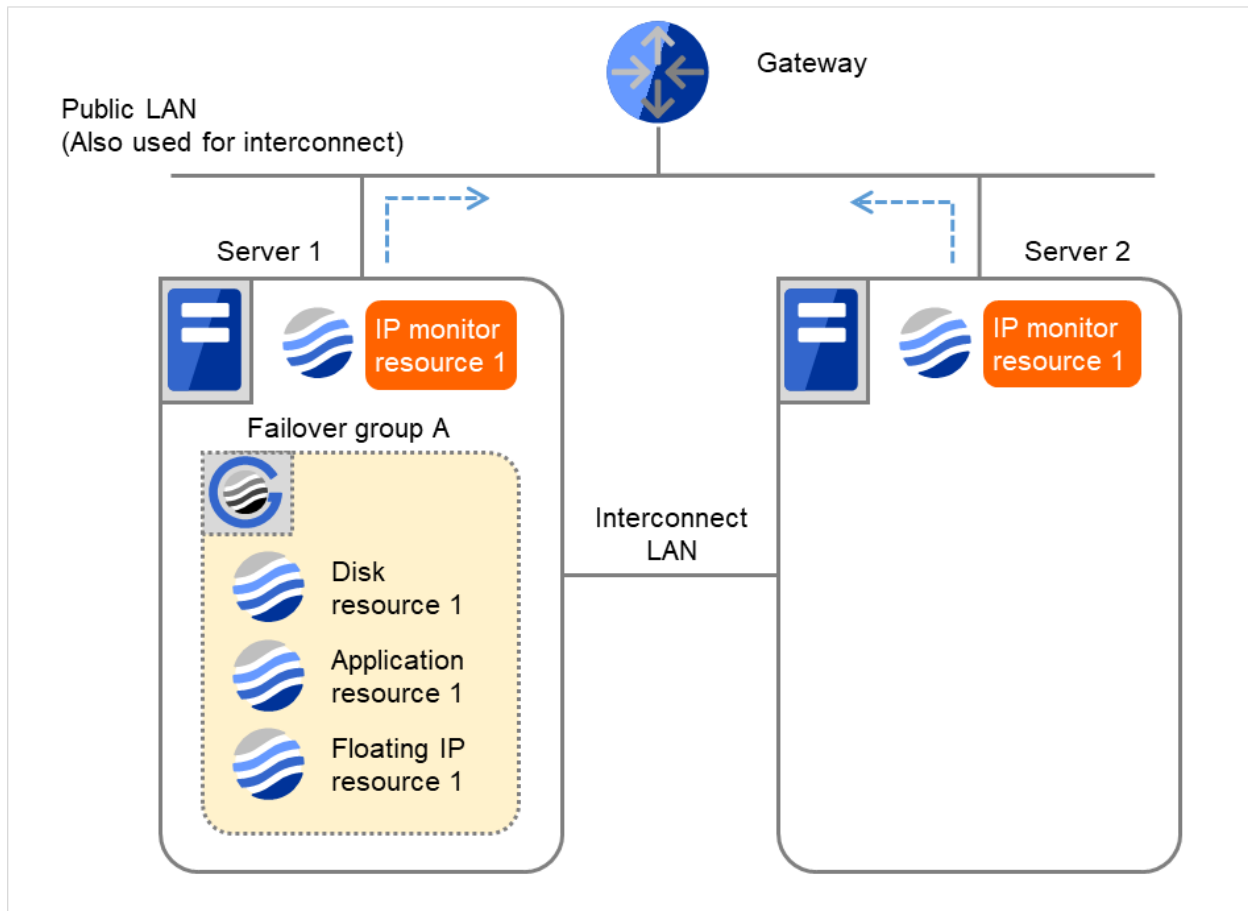 Gateway
Public LAN
(Also used for interconnect)
Server 1
Server 2
IP monitor
resource 1
IP monitor
resource 1
Failover group A
Interconnect
LAN
Disk
resource 1
Application
resource 1
Floating IP
resource 1